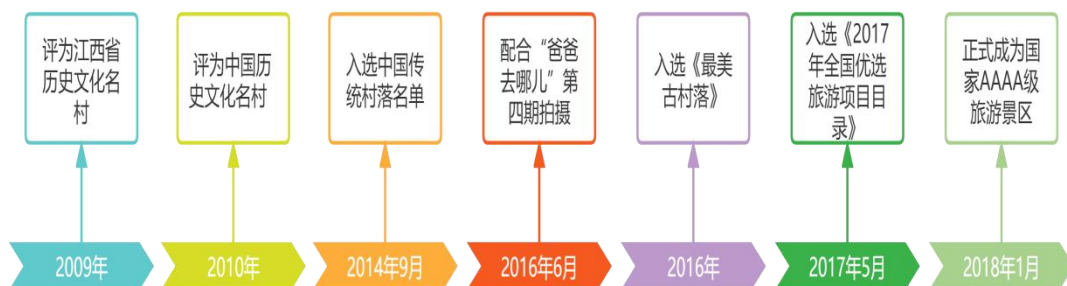 评为江西省
历史文化名
村
评为中国历
史文化名村
入选中国传
统村落名单
配合“爸爸
去哪儿”第
四期拍摄
入选《最美
古村落》
入选《2017
年全国优选
旅游项目目
录》
正式成为国
家AAAA级
旅游景区
2009年
2010年
2014年9月
2016年6月
2016年
2017年5月
2018年1月